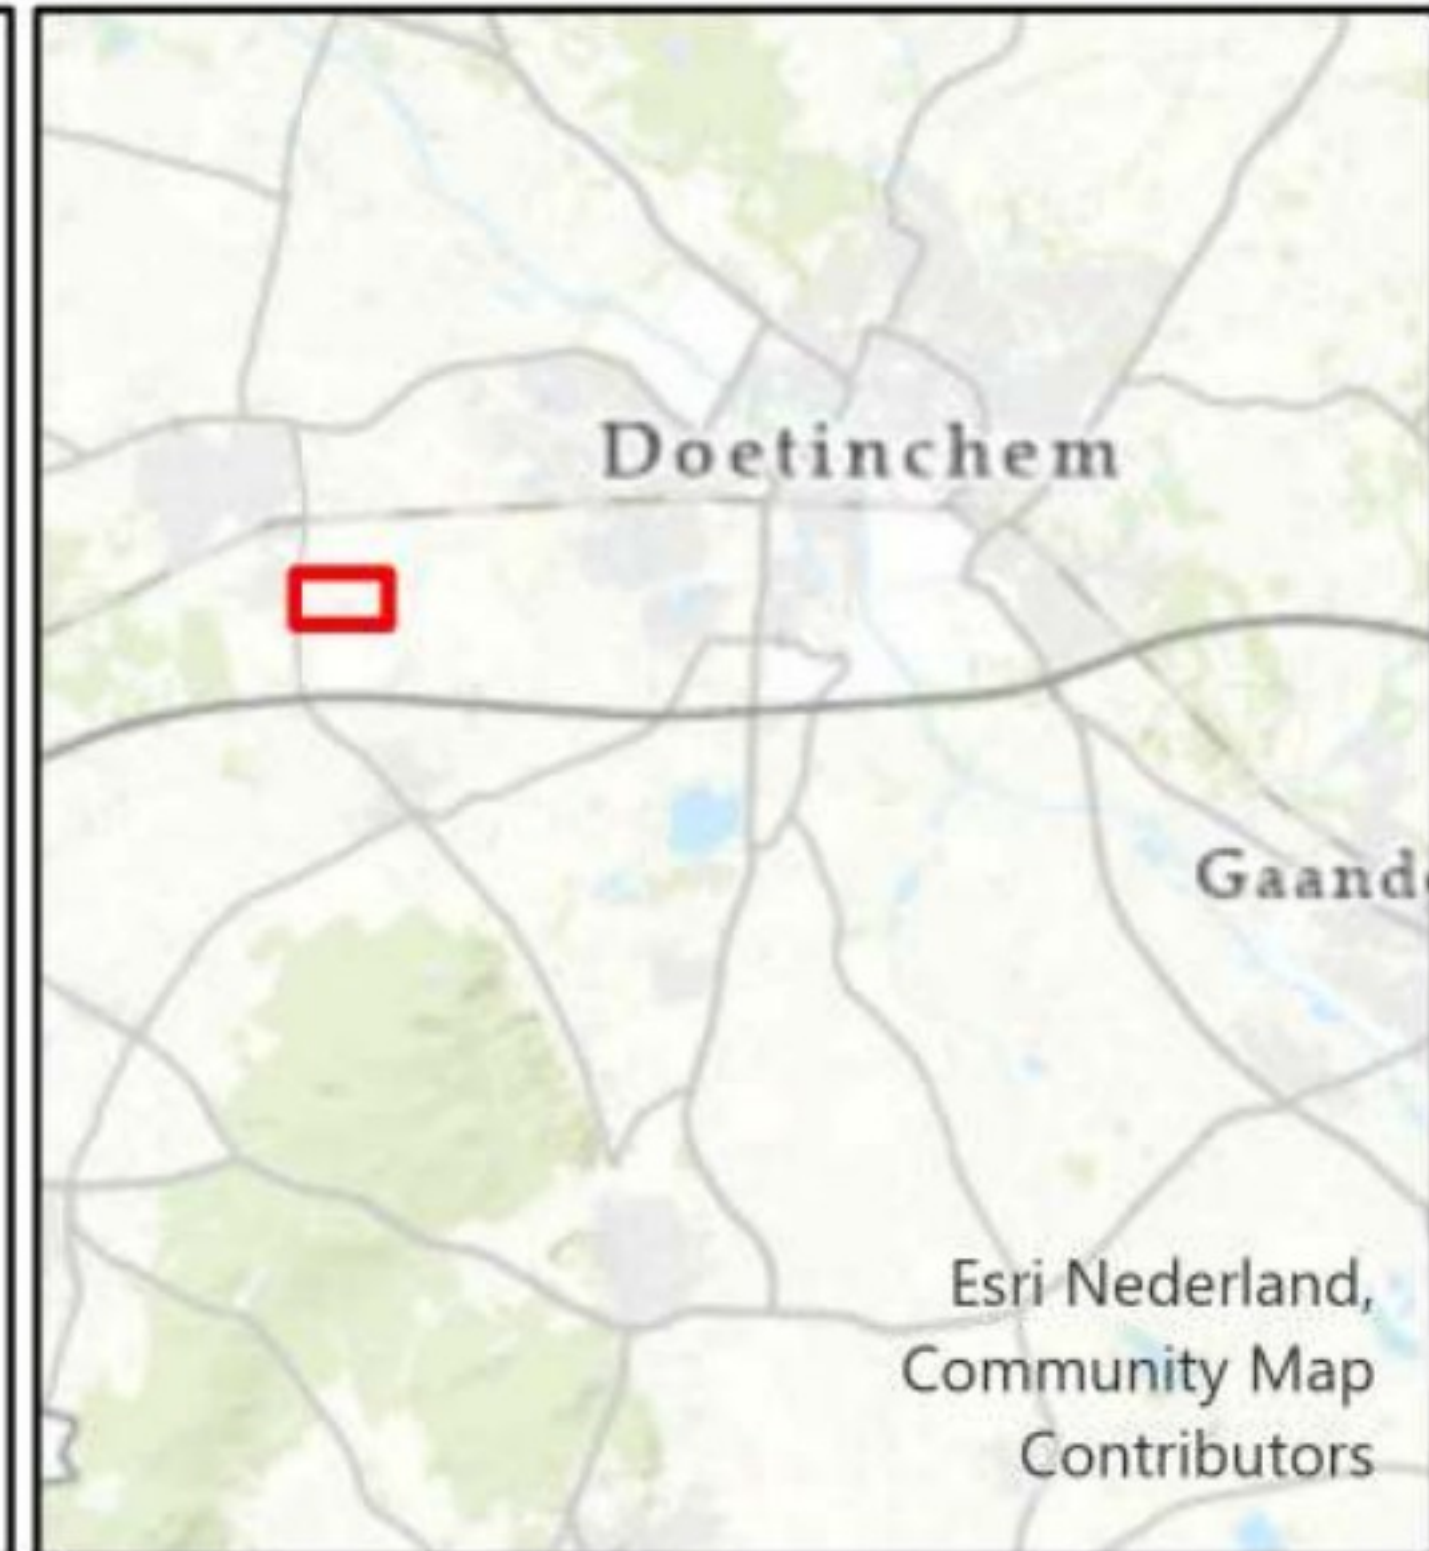 Doetinchem
Gaand
Esri Nederland,
Community Map
Contributors